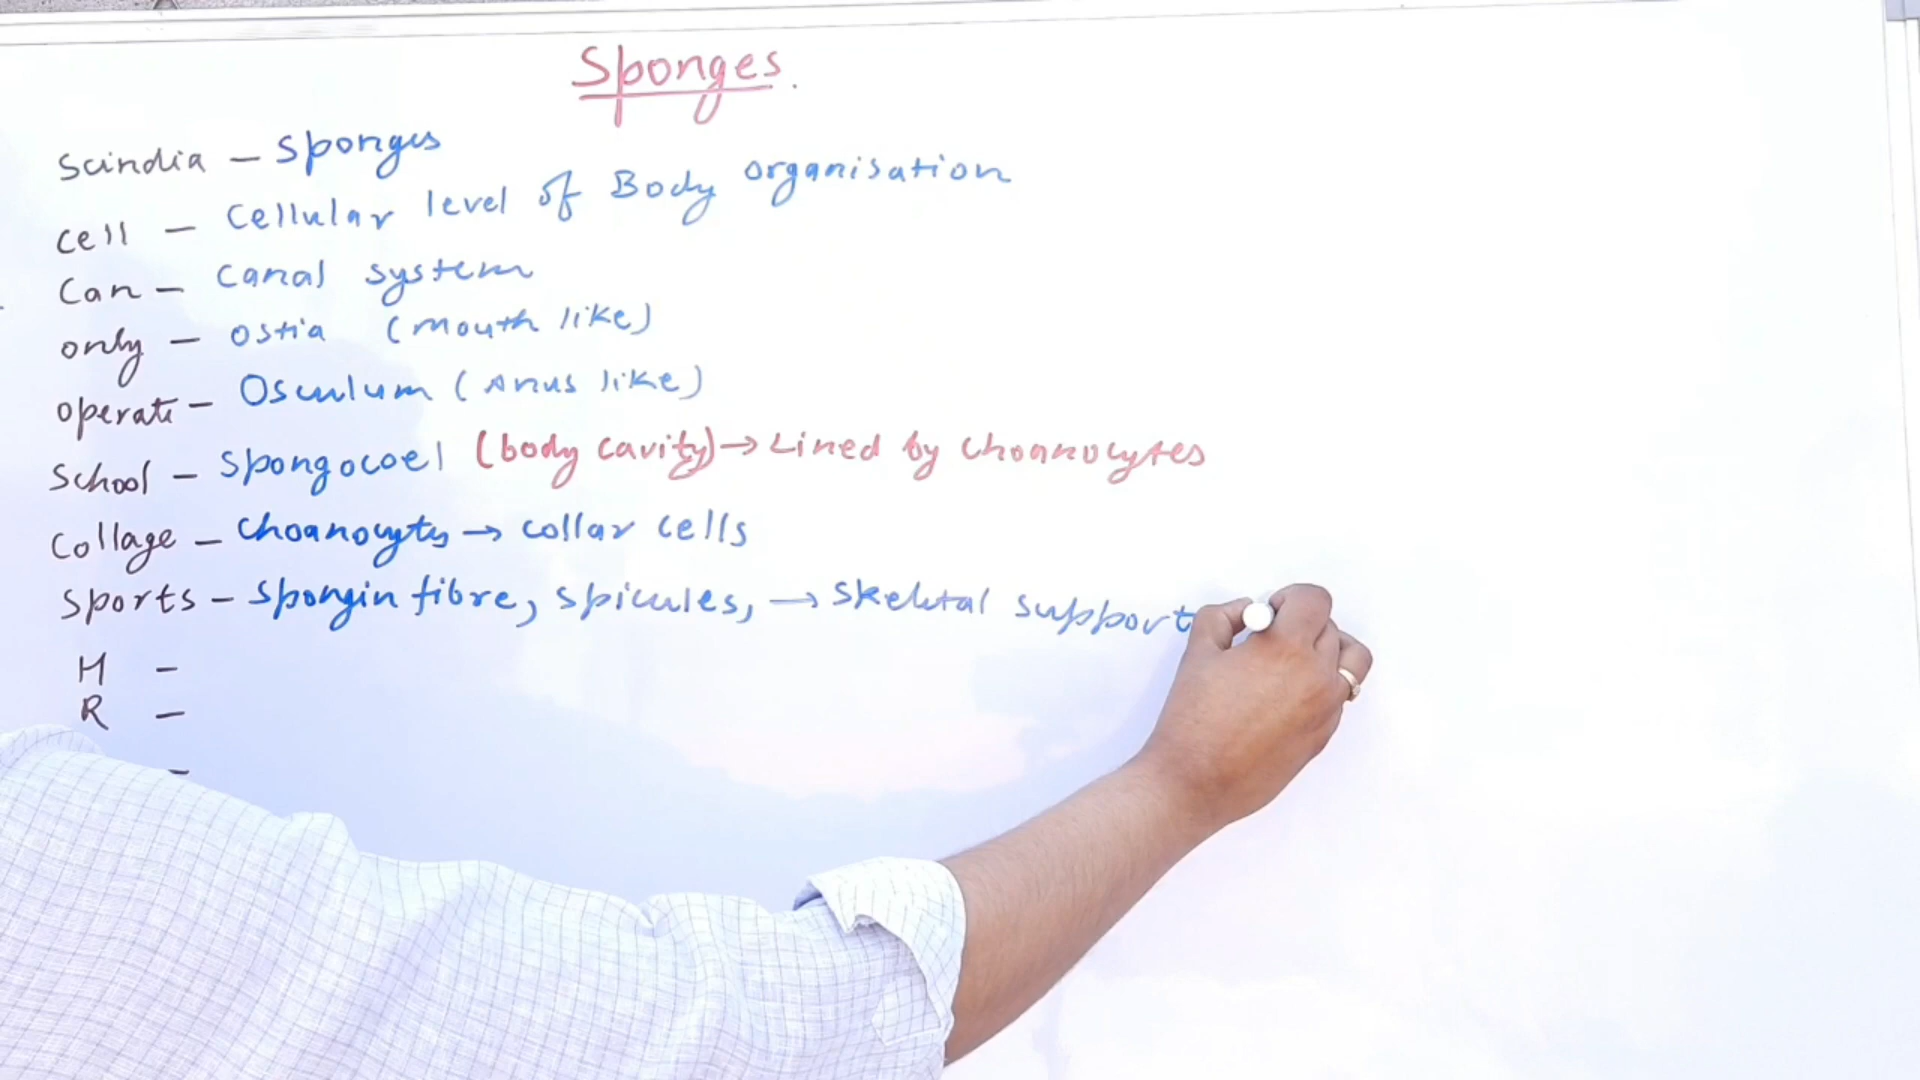 Sponges.
Scindia – Sponges
Cell – Cellular level of Body organisation
Can – Canal system
only – ostia (mouth like)
operate – Osculum (Anus like)
School – Spongocoel (body cavity) → Lined by choanocytes
Collage – Choanocytes → collar cells
Sports – Spongin fibre, spicules, → skeletal support
H –
R –
–